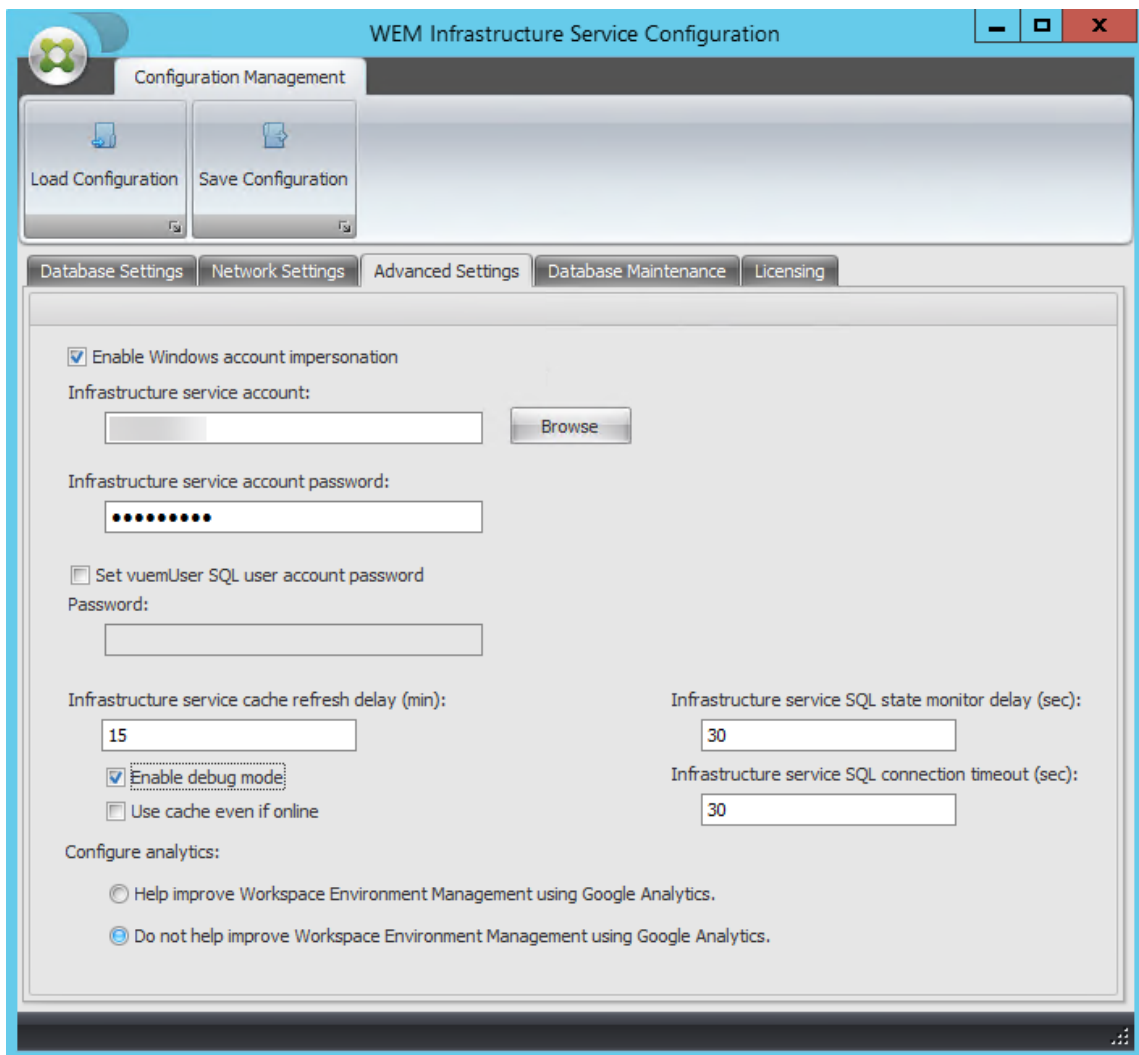 WEM Infrastructure Service Configuration
Configuration Management
Load Configuration
Save Configuration
Database Settings
Network Settings
Advanced Settings
Database Maintenance
Licensing
Enable Windows account impersonation
Infrastructure service account:
Browse
Infrastructure service account password:
•••••••••
Set vuemUser SQL user account password
Password:
Infrastructure service cache refresh delay (min):
15
Infrastructure service SQL state monitor delay (sec):
30
Enable debug mode
Infrastructure service SQL connection timeout (sec):
30
Use cache even if online
Configure analytics:
Help improve Workspace Environment Management using Google Analytics.
Do not help improve Workspace Environment Management using Google Analytics.